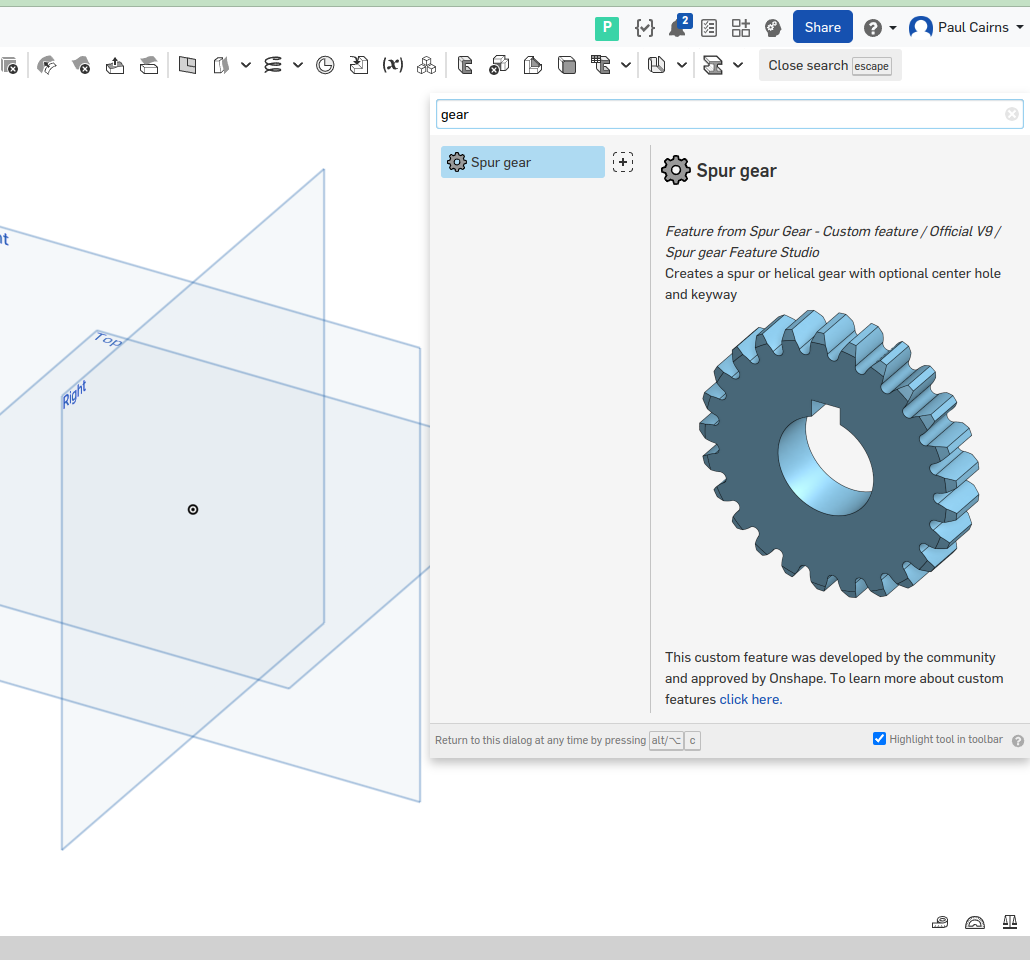 P
2
Share
?
Paul Cairns
(x)
Close search escape
gear
Spur gear
Spur gear
Feature from Spur Gear - Custom feature / Official V9 /
Spur gear Feature Studio
Creates a spur or helical gear with optional center hole
and keyway
This custom feature was developed by the community
and approved by Onshape. To learn more about custom
features click here.
Return to this dialog at any time by pressing alt/⌥ c
Highlight tool in toolbar ?
nt
Top
Right